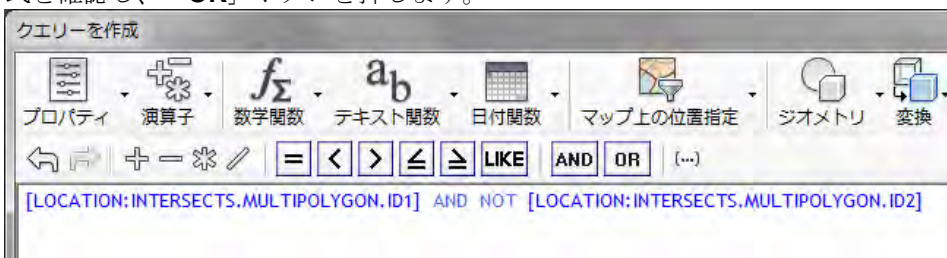 式を確認し、「OK」ボタンを押します。
クエリーを作成
プロパティ 演算子 数学関数 テキスト関数 日付関数 マップ上の位置指定 ジオメトリ 変換
= < > ≤ ≥ LIKE AND OR (...)
[LOCATION:INTERSECTS.MULTIPOLYGON.ID1] AND NOT [LOCATION:INTERSECTS.MULTIPOLYGON.ID2]